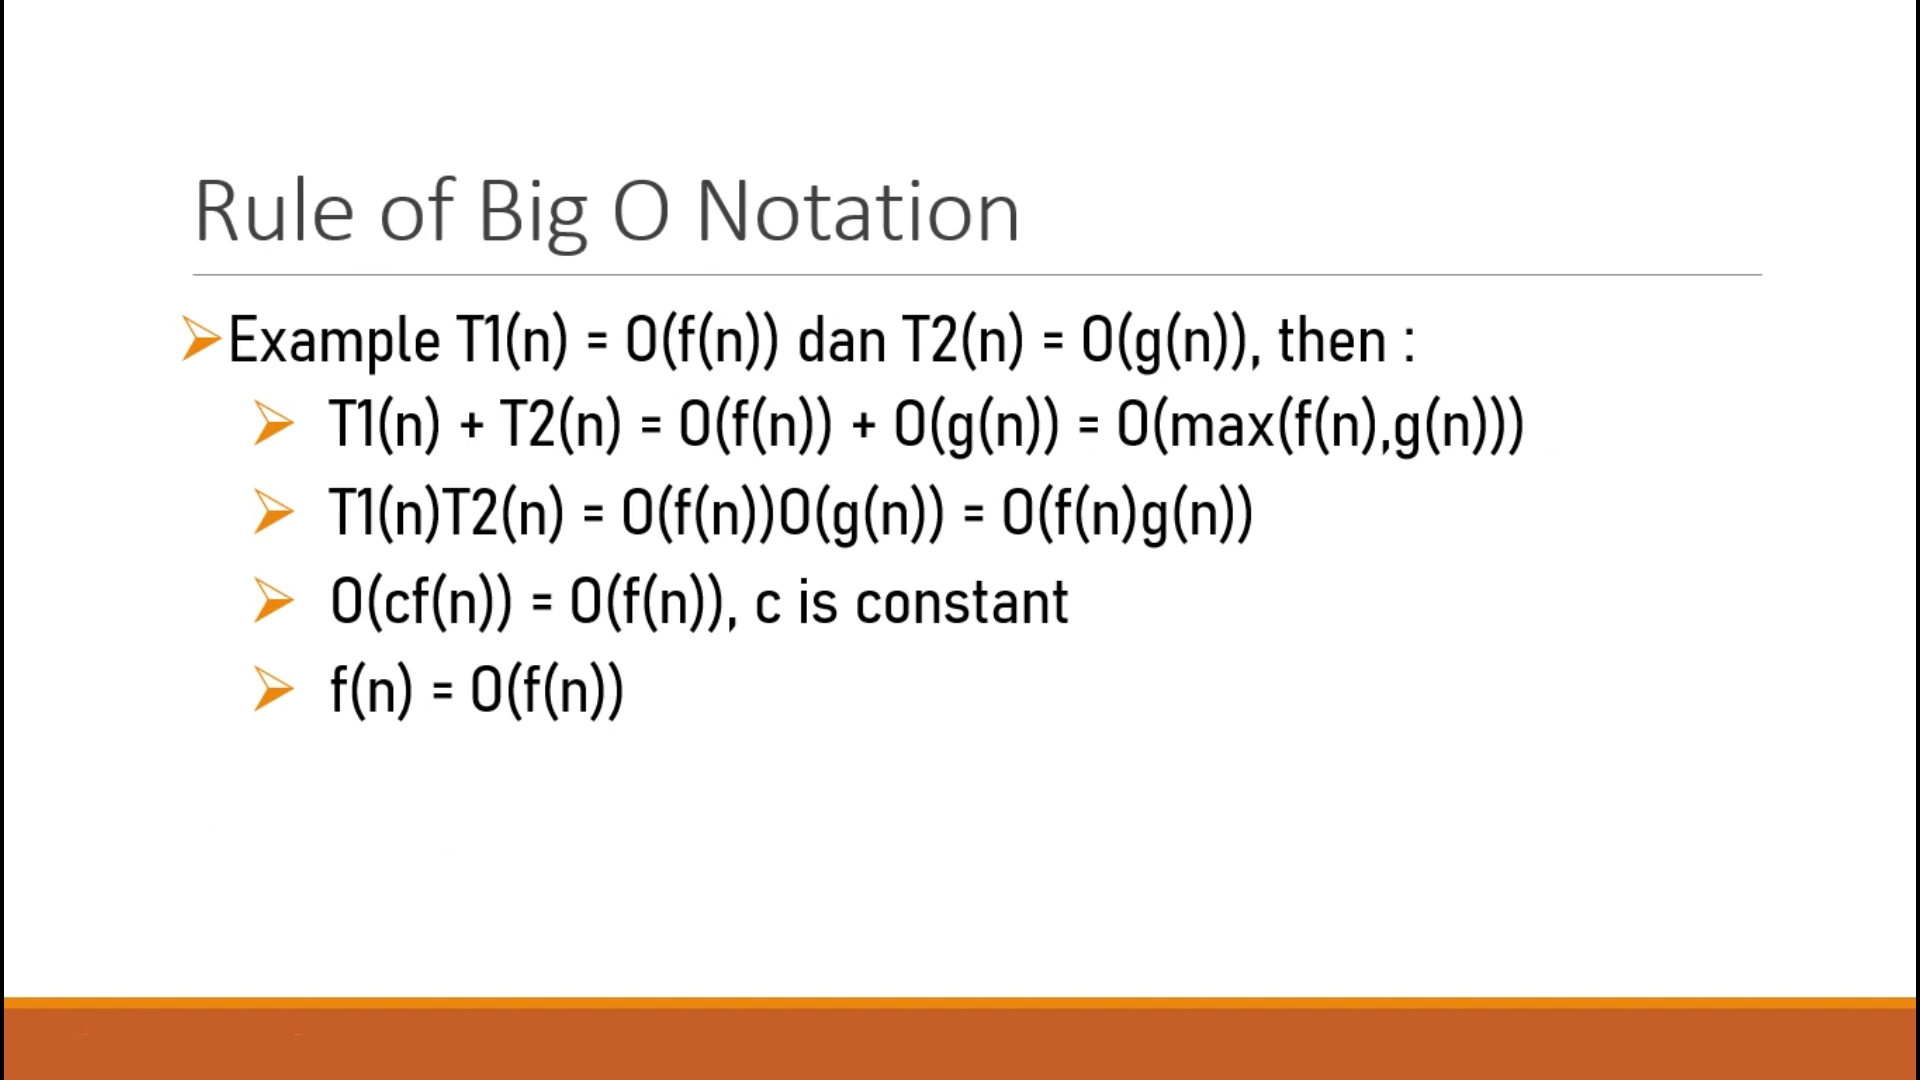 Rule of Big O Notation
Example T1(n) = O(f(n)) dan T2(n) = O(g(n)), then :
T1(n) + T2(n) = O(f(n)) + O(g(n)) = O(max(f(n),g(n)))
T1(n)T2(n) = O(f(n))O(g(n)) = O(f(n)g(n))
O(cf(n)) = O(f(n)), c is constant
f(n) = O(f(n))